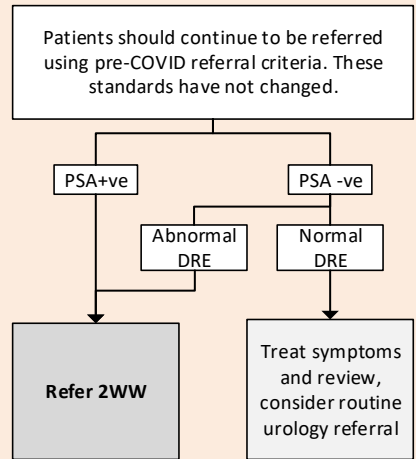 Patients should continue to be referred
using pre-COVID referral criteria. These
standards have not changed.
PSA+ve
PSA -ve
Abnormal
DRE
Normal
DRE
Refer 2WW
Treat symptoms
and review,
consider routine
urology referral